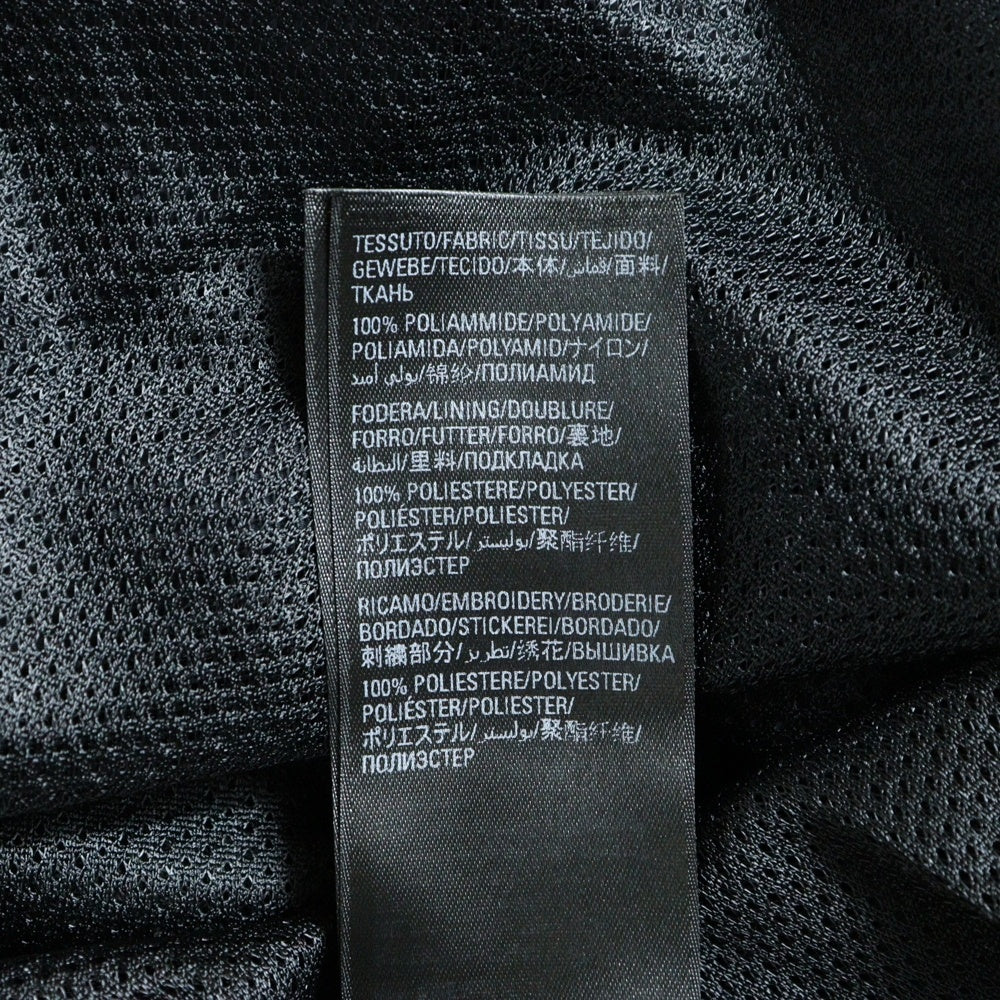 TESSUTO/FABRIC/TISSU/TEJIDO/
GEWEBE/TECIDO/本体/قماش/面料/
ТКАНЬ
100% POLIAMMIDE/POLYAMIDE/
POLIAMIDA/POLYAMID/ナイロン/
بولي أميد/锦纶/ПОЛИАМИД
FODERA/LINING/DOUBLURE/
FORRO/FUTTER/FORRO/裏地/
البطانة/里料/ПОДКЛАДКА
100% POLIESTERE/POLYESTER/
POLIÉSTER/POLIESTER/
ポリエステル/بوليستر/聚酯纤维/
ПОЛИЭСТЕР
RICAMO/EMBROIDERY/BRODERIE/
BORDADO/STICKEREI/BORDADO/
刺繍部分/تطريز/绣花/ВЫШИВКА
100% POLIESTERE/POLYESTER/
POLIÉSTER/POLIESTER/
ポリエステル/بوليستر/聚酯纤维/
ПОЛИЭСТЕР